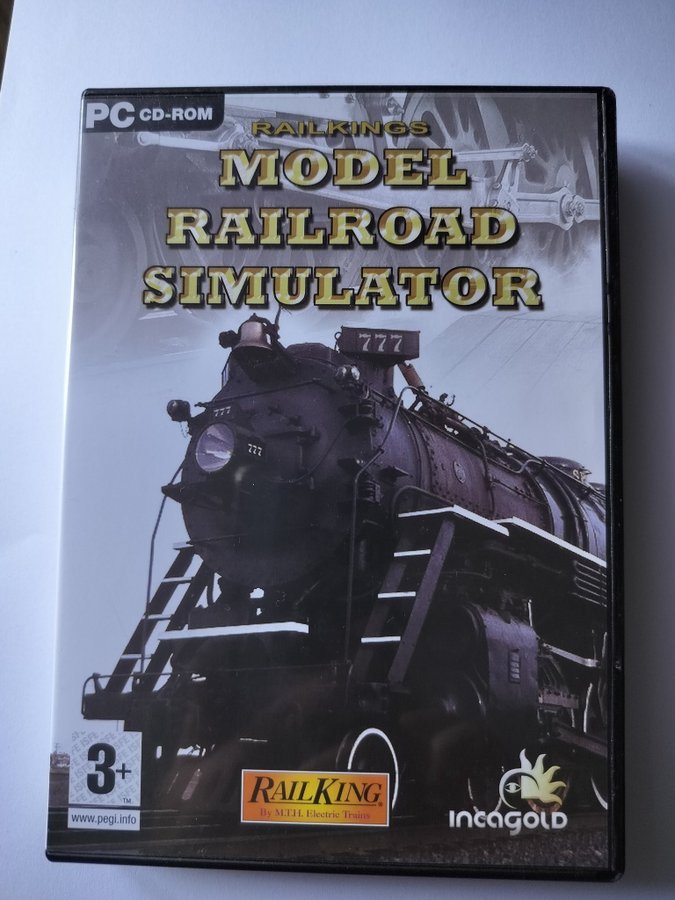 PC CD-ROM
RAILKINGS
MODEL
RAILROAD
SIMULATOR
777
777
777
3+
TM
www.pegi.info
RAILKING®
By M.T.H. Electric Trains
INCAGOLD